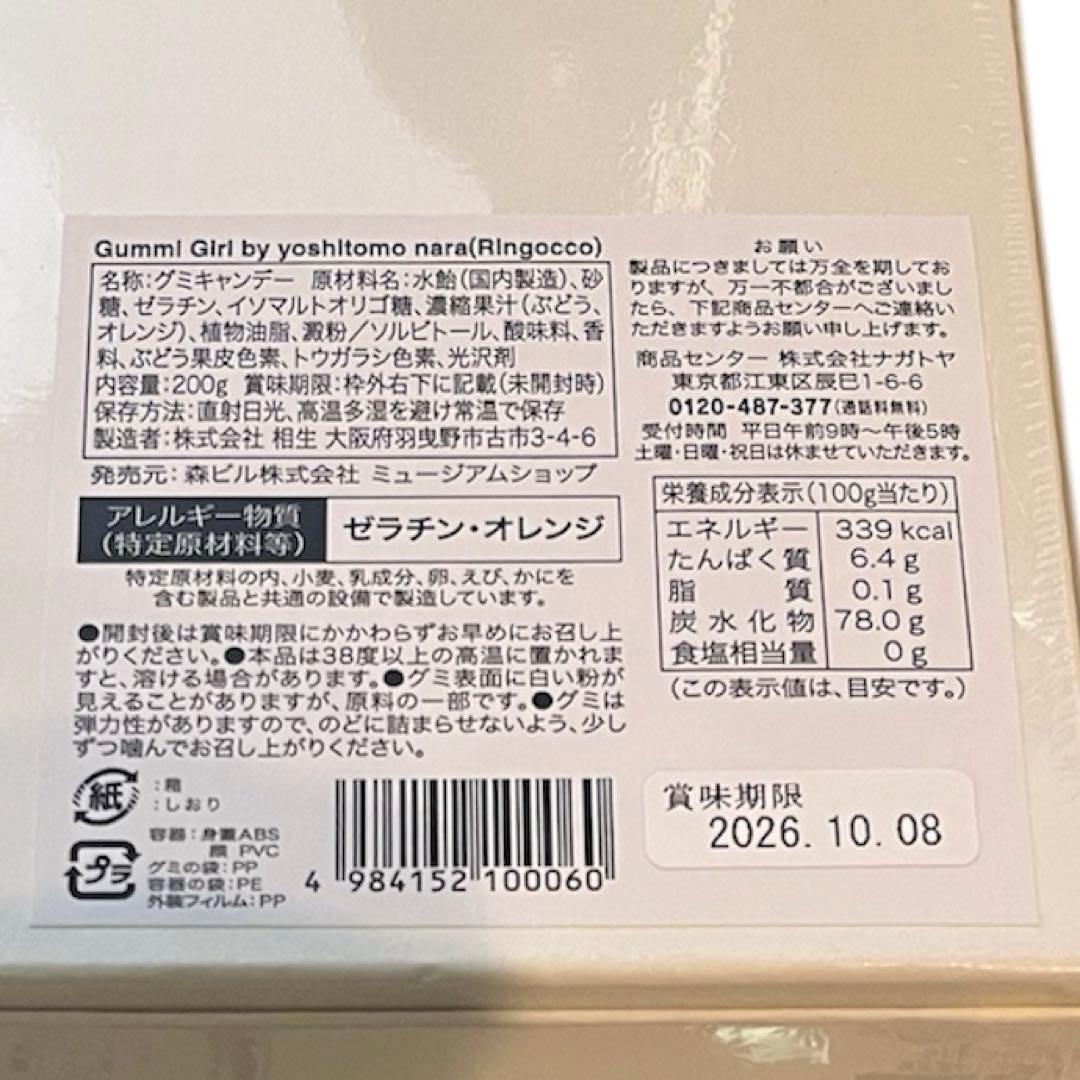 Gummi Girl by yoshitomo nara(Ringocco)
名称:グミキャンデー 原材料名:水飴(国内製造)、砂
糖、ゼラチン、イソマルトオリゴ糖、濃縮果汁(ぶどう、
オレンジ)、植物油脂、澱粉/ソルビトール、酸味料、香
料、ぶどう果皮色素、トウガラシ色素、光沢剤
内容量:200g 賞味期限:枠外右下に記載(未開封時)
保存方法:直射日光、高温多湿を避け常温で保存
製造者:株式会社 相生 大阪府羽曳野市古市3-4-6
発売元:森ビル株式会社 ミュージアムショップ
アレルギー物質
(特定原材料等)
ゼラチン・オレンジ
特定原材料の内、小麦、乳成分、卵、えび、かにを
含む製品と共通の設備で製造しています。
●開封後は賞味期限にかかわらずお早めにお召し上
がりください。●本品は38度以上の高温に置かれま
すと、溶ける場合があります。●グミ表面に白い粉が
見えることがありますが、原料の一部です。●グミは
弾力性がありますので、のどに詰まらせないよう、少し
ずつ噛んでお召し上がりください。
紙
:箱
:しおり
プラ
容器:身蓋ABS
顔 PVC
グミの袋:PP
容器の袋:PE
外装フィルム:PP
4 984152 100060
お願い
製品につきましては万全を期してお
りますが、万一不都合がございまし
たら、下記商品センターへご連絡い
ただきますようお願い申し上げます。
商品センター 株式会社ナガトヤ
東京都江東区辰巳1-6-6
0120-487-377(通話料無料)
受付時間 平日午前9時〜午後5時
土曜・日曜・祝日は休ませていただきます。
栄養成分表示(100g当たり)
エネルギー 339kcal
たんぱく質 6.4g
脂質 0.1g
炭水化物 78.0g
食塩相当量 0g
(この表示値は、目安です。)
賞味期限
2026.10.08